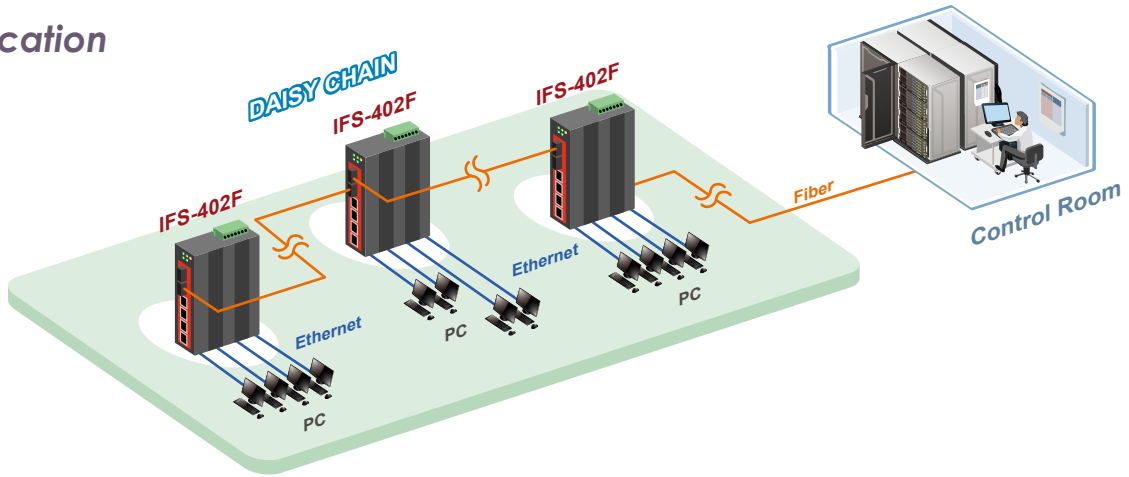 cation
DAISY CHAIN
IFS-402F
IFS-402F
IFS-402F
Fiber
Control Room
Ethernet
PC
Ethernet
PC
PC